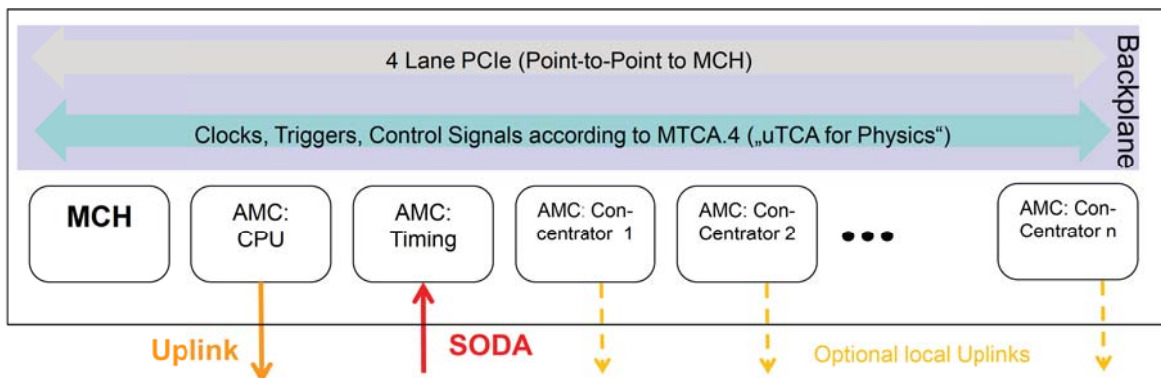 4 Lane PCIe (Point-to-Point to MCH)
Backplane
Clocks, Triggers, Control Signals according to MTCA.4 („uTCA for Physics“)
MCH
AMC:
CPU
AMC:
Timing
AMC: Con-
centrator 1
AMC: Con-
Centrator 2
•••
AMC: Con-
Centrator n
Uplink
SODA
Optional local Uplinks